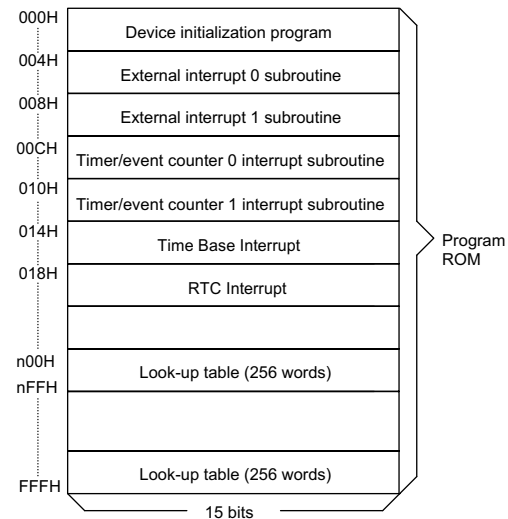 000H
Device initialization program
004H
External interrupt 0 subroutine
008H
External interrupt 1 subroutine
00CH
Timer/event counter 0 interrupt subroutine
010H
Timer/event counter 1 interrupt subroutine
014H
Time Base Interrupt
018H
RTC Interrupt
Program
ROM
n00H
Look-up table (256 words)
nFFH
Look-up table (256 words)
FFFH
15 bits